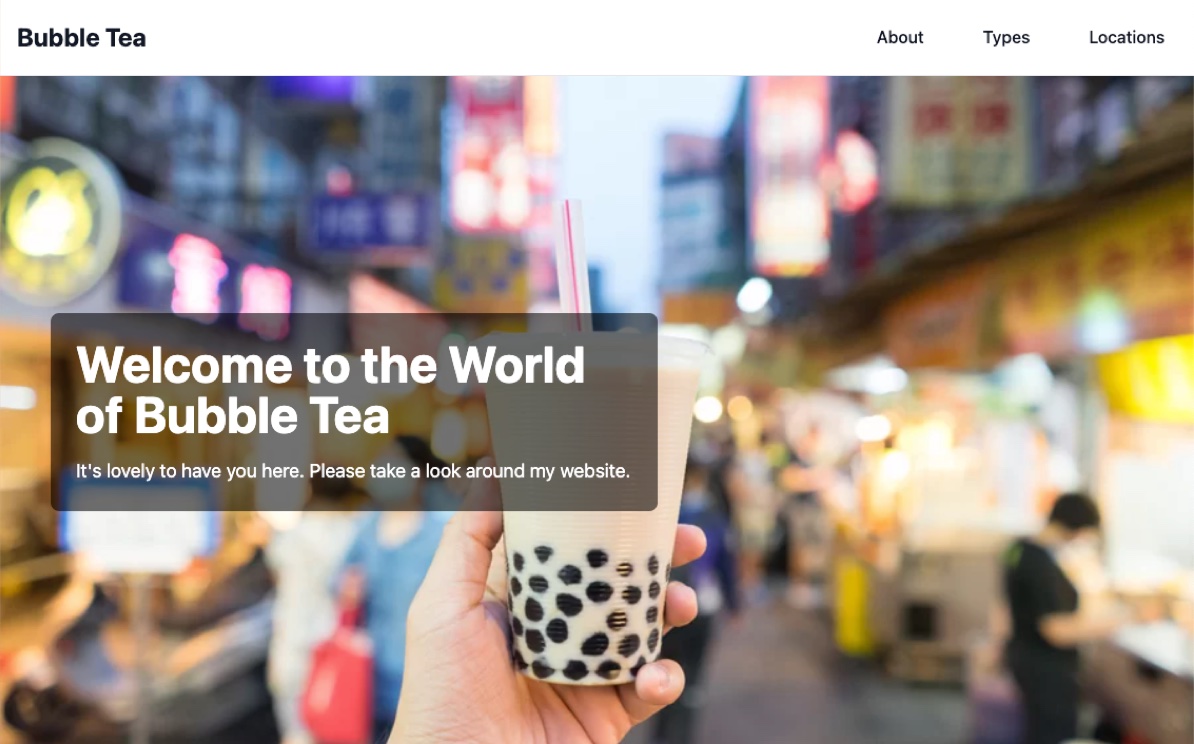 Bubble Tea
About
Types
Locations
Welcome to the World
of Bubble Tea
It's lovely to have you here. Please take a look around my website.